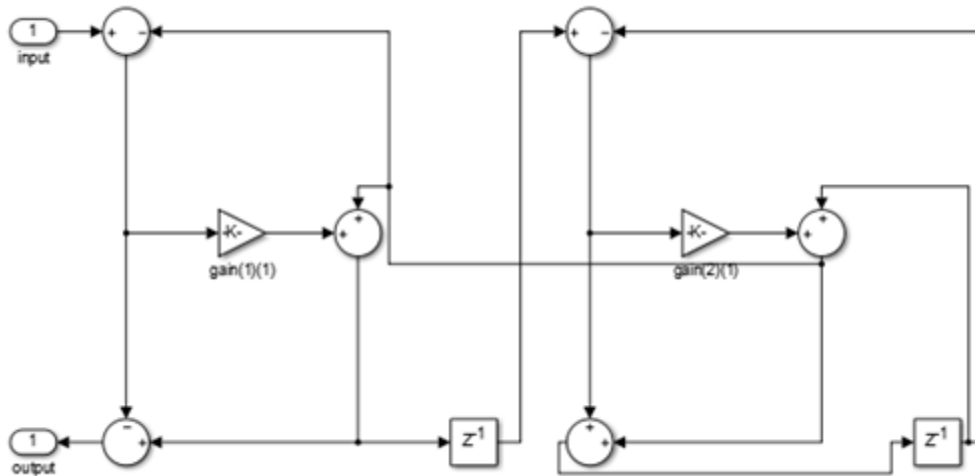 1
input
-K-
gain(1)(1)
-K-
gain(2)(1)
1
output
Z-1
Z-1